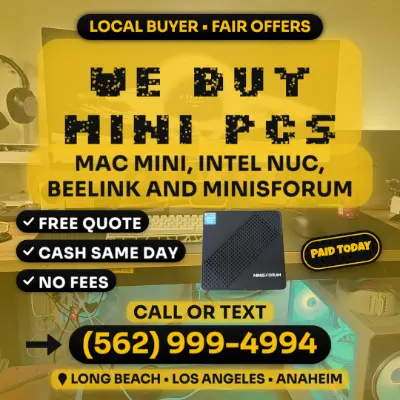 LOCAL BUYER • FAIR OFFERS
WE BUY
MINI PCS
MAC MINI, INTEL NUC,
BEELINK AND MINISFORUM
FREE QUOTE
CASH SAME DAY
NO FEES
MINISFORUM
PAID TODAY
CALL OR TEXT
(562) 999-4994
LONG BEACH • LOS ANGELES • ANAHEIM